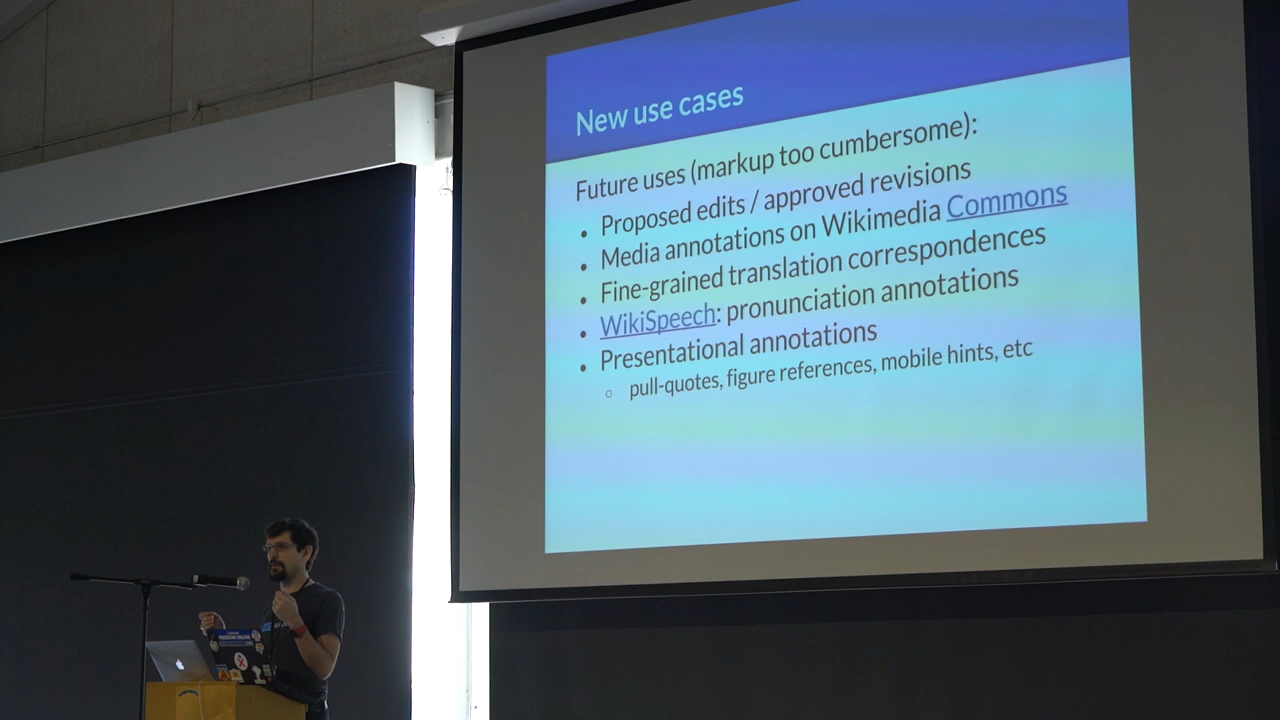 New use cases
Future uses (markup too cumbersome):
• Proposed edits / approved revisions
• Media annotations on Wikimedia Commons
• Fine-grained translation correspondences
• WikiSpeech: pronunciation annotations
• Presentational annotations
○ pull-quotes, figure references, mobile hints, etc